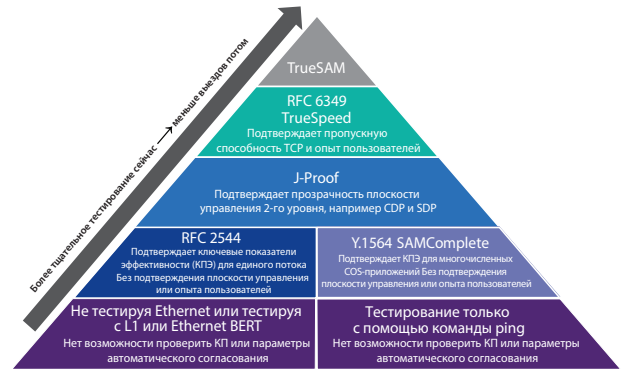 TrueSAM
RFC 6349
TrueSpeed
Подтверждает пропускную
способность TCP и опыт пользователей
J-Proof
Подтверждает прозрачность плоскости
управления 2-го уровня, например CDP и SDP
RFC 2544
Подтверждает ключевые показатели
эффективности (КПЭ) для единого потока
Без подтверждения плоскости управления
или опыта пользователей
Y.1564 SAMComplete
Подтверждает КПЭ для многочисленных
COS-приложений Без подтверждения
плоскости управления или опыта пользователей
Не тестируя Ethernet или тестируя
с L1 или Ethernet BERT
Нет возможности проверить КП или параметры
автоматического согласования
Тестирование только
с помощью команды ping
Нет возможности проверить КП или параметры
автоматического согласования
Более тщательное тестирование сейчас → меньше выездов потом